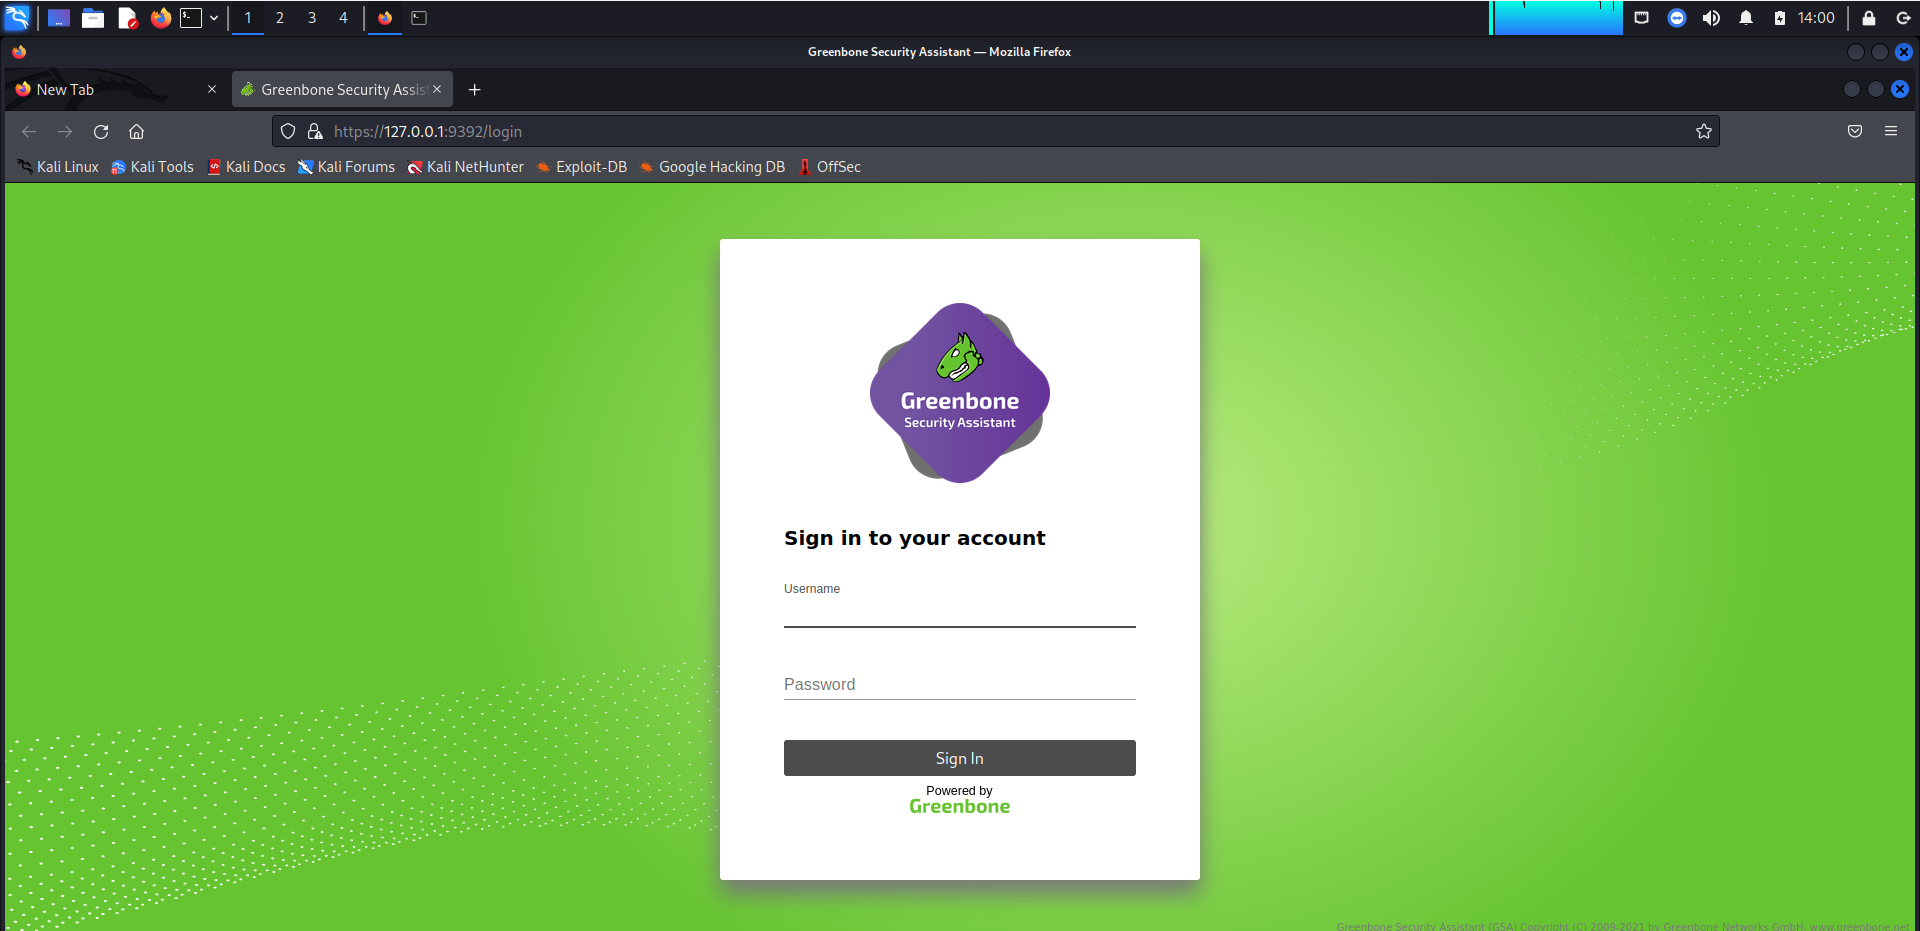 1 2 3 4 14:00
Greenbone Security Assistant — Mozilla Firefox
New Tab Greenbone Security Assis
https://127.0.0.1:9392/login
Kali Linux Kali Tools Kali Docs Kali Forums Kali NetHunter Exploit-DB Google Hacking DB OffSec
Greenbone
Security Assistant
Sign in to your account
Username
Password
Sign In
Powered by
Greenbone
Greenbone Security Assistant (GSA) Copyright (C) 2009-2021 by Greenbone Networks GmbH, www.greenbone.net